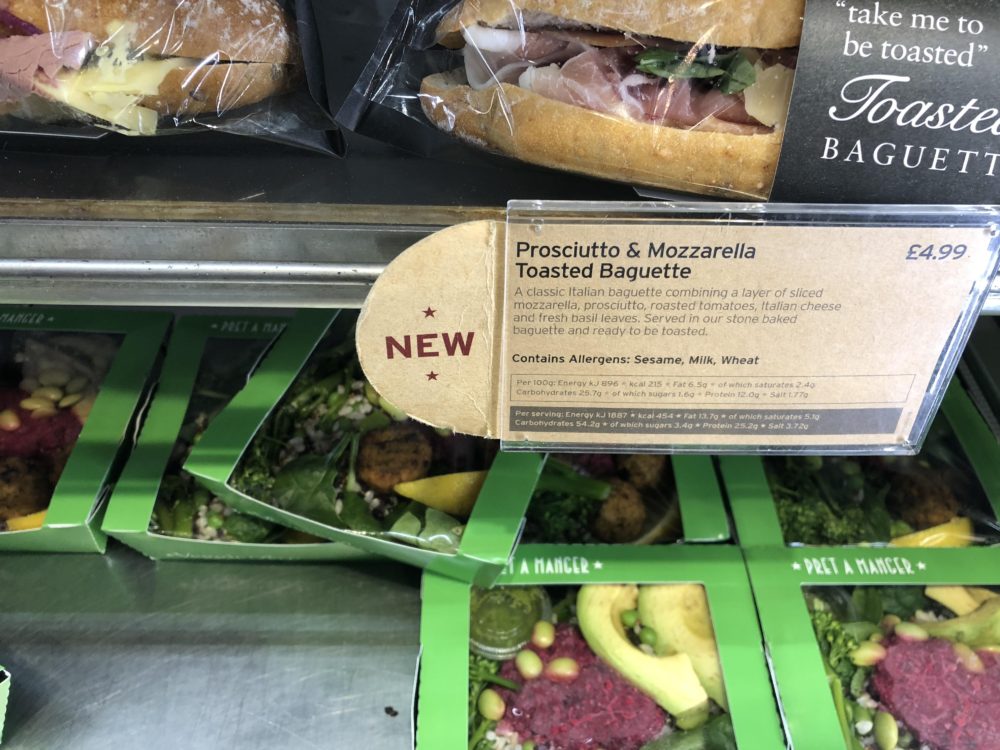 "take me to
be toasted"
Toasted
BAGUETT
Prosciutto & Mozzarella
Toasted Baguette
£4.99
A classic Italian baguette combining a layer of sliced
mozzarella, prosciutto, roasted tomatoes, Italian cheese
and fresh basil leaves. Served in our stone baked
baguette and ready to be toasted.
★
NEW
★
Contains Allergens: Sesame, Milk, Wheat
Per 100g: Energy kJ 896 ★ kcal 215 ★ Fat 6.5g ★ of which saturates 2.4g
Carbohydrates 25.7g ★ of which sugars 1.6g ★ Protein 12.0g ★ Salt 1.77g
Per serving: Energy kJ 1887 ★ kcal 454 ★ Fat 13.7g ★ of which saturates 5.1g
Carbohydrates 54.2g ★ of which sugars 3.4g ★ Protein 25.2g ★ Salt 3.72g
MANGER ★
★ PRET A MAN
ET A MANGER ★
★ PRET A MANGER ★